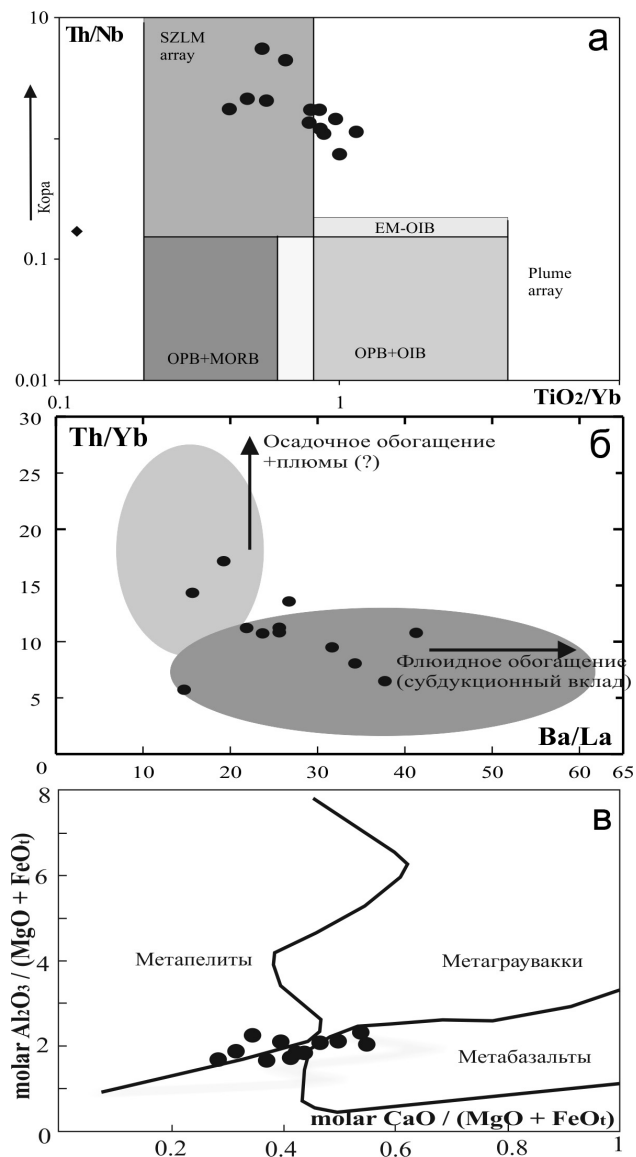 10
Th/Nb
SZLM
array
а
Кора
EM-OIB
0.1
Plume
array
OPB+MORB
OPB+OIB
0.01
0.1
1
TiO2/Yb
30
Th/Yb
Осадочное обогащение
+плюмы (?)
б
25
20
15
10
Флюидное обогащение
5
(субдукционный вклад)
Ba/La
0
10
20
30
40
50
60
65
8
в
molar Al2O3 / (MgO + FeOt)
6
Метапелиты
Метаграувакки
4
2
Метабазальты
molar CaO / (MgO + FeOt)
0
0.2
0.4
0.6
0.8
1